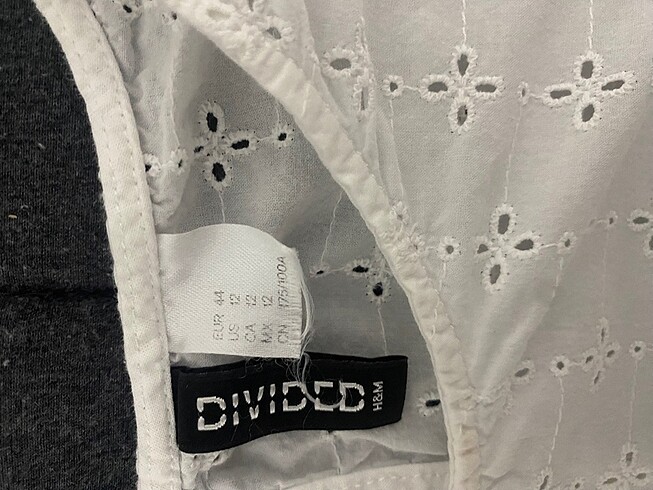 EUR 44
US 12
CA 12
MX 12
CN 175/100A
DIVIDED
H&M